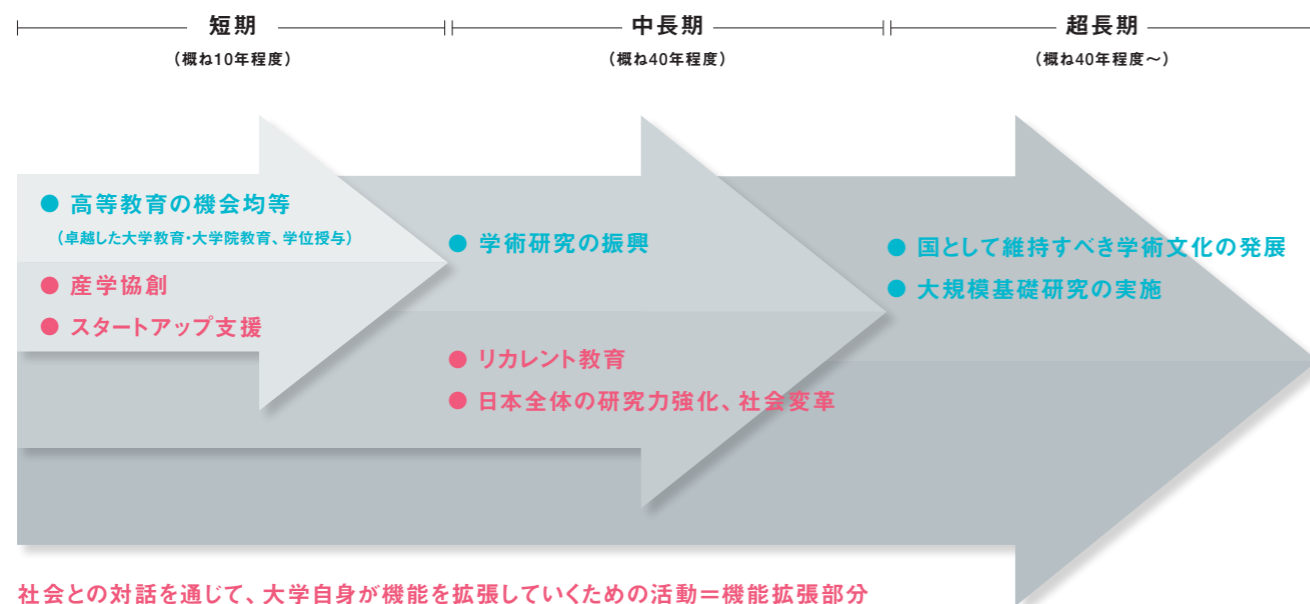 短期
(概ね10年程度)
中長期
(概ね40年程度)
超長期
(概ね40年程度～)
● 高等教育の機会均等
(卓越した大学教育・大学院教育、学位授与)
● 産学協創
● スタートアップ支援
● 学術研究の振興
● リカレント教育
● 日本全体の研究力強化、社会変革
● 国として維持すべき学術文化の発展
● 大規模基礎研究の実施
社会との対話を通じて、大学自身が機能を拡張していくための活動＝機能拡張部分